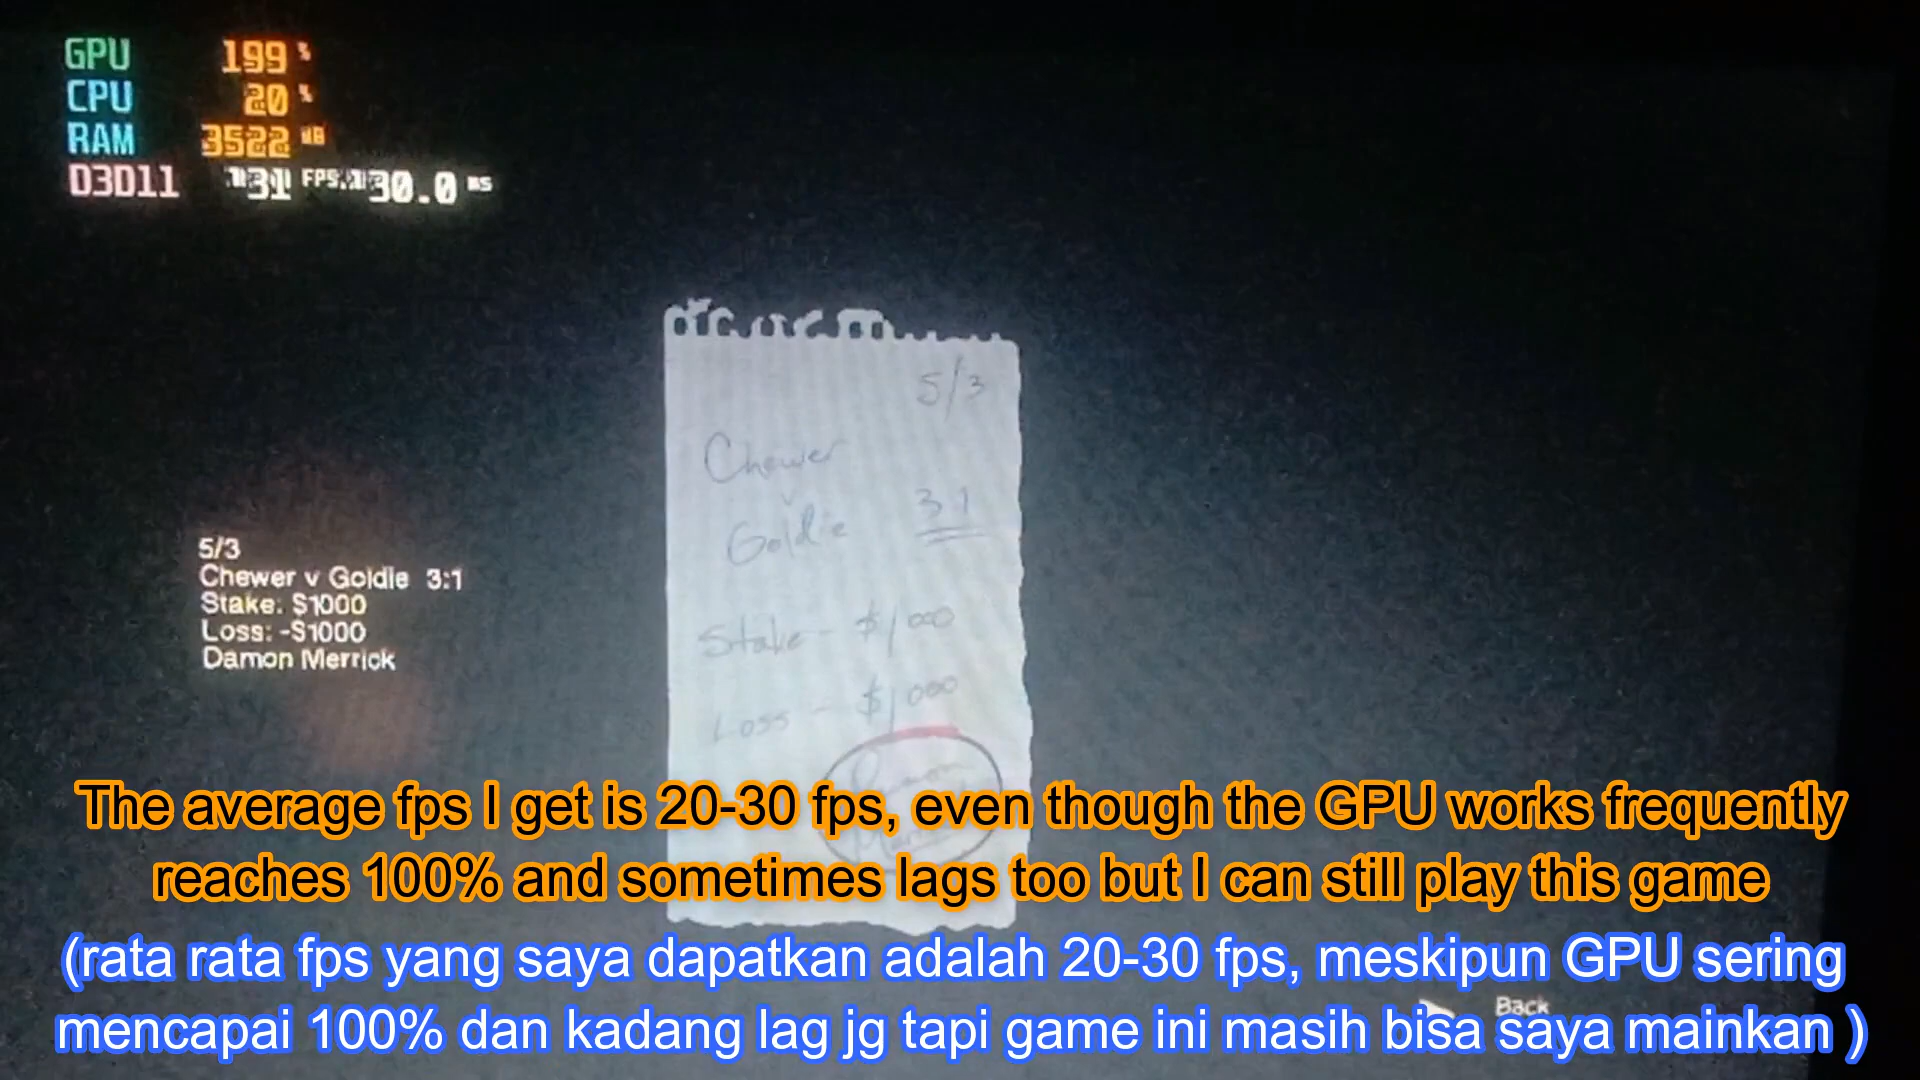 GPU 199 %
CPU 20 %
RAM 3522 MB
D3D11 31 FPS 30.0 ms
5/3
Chewer
v
Goldie 3:1
Stake - $1000
Loss - $1000
5/3
Chewer v Goldie 3:1
Stake: $1000
Loss: -$1000
Damon Merrick
The average fps I get is 20-30 fps, even though the GPU works frequently
reaches 100% and sometimes lags too but I can still play this game
(rata rata fps yang saya dapatkan adalah 20-30 fps, meskipun GPU sering
Back
mencapai 100% dan kadang lag jg tapi game ini masih bisa saya mainkan )